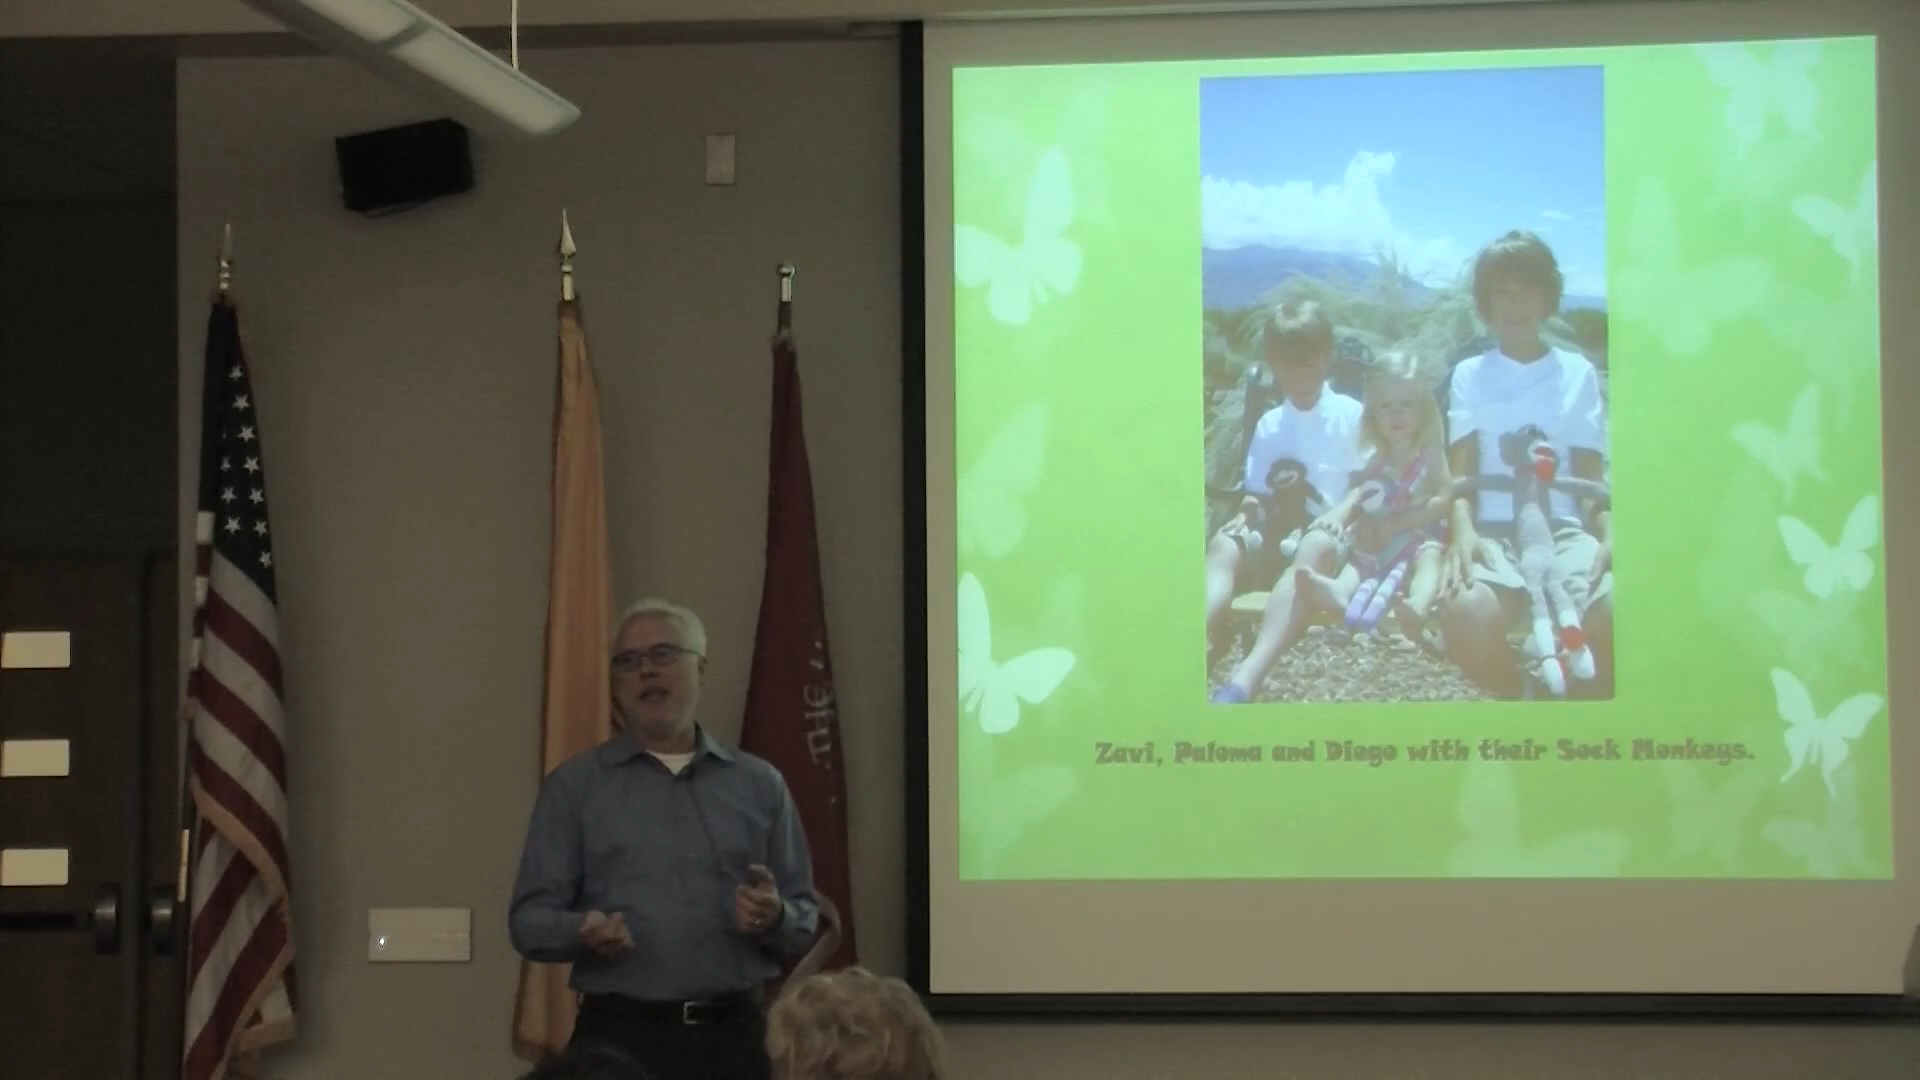 Zavi, Paloma and Diego with their Sock Monkeys.